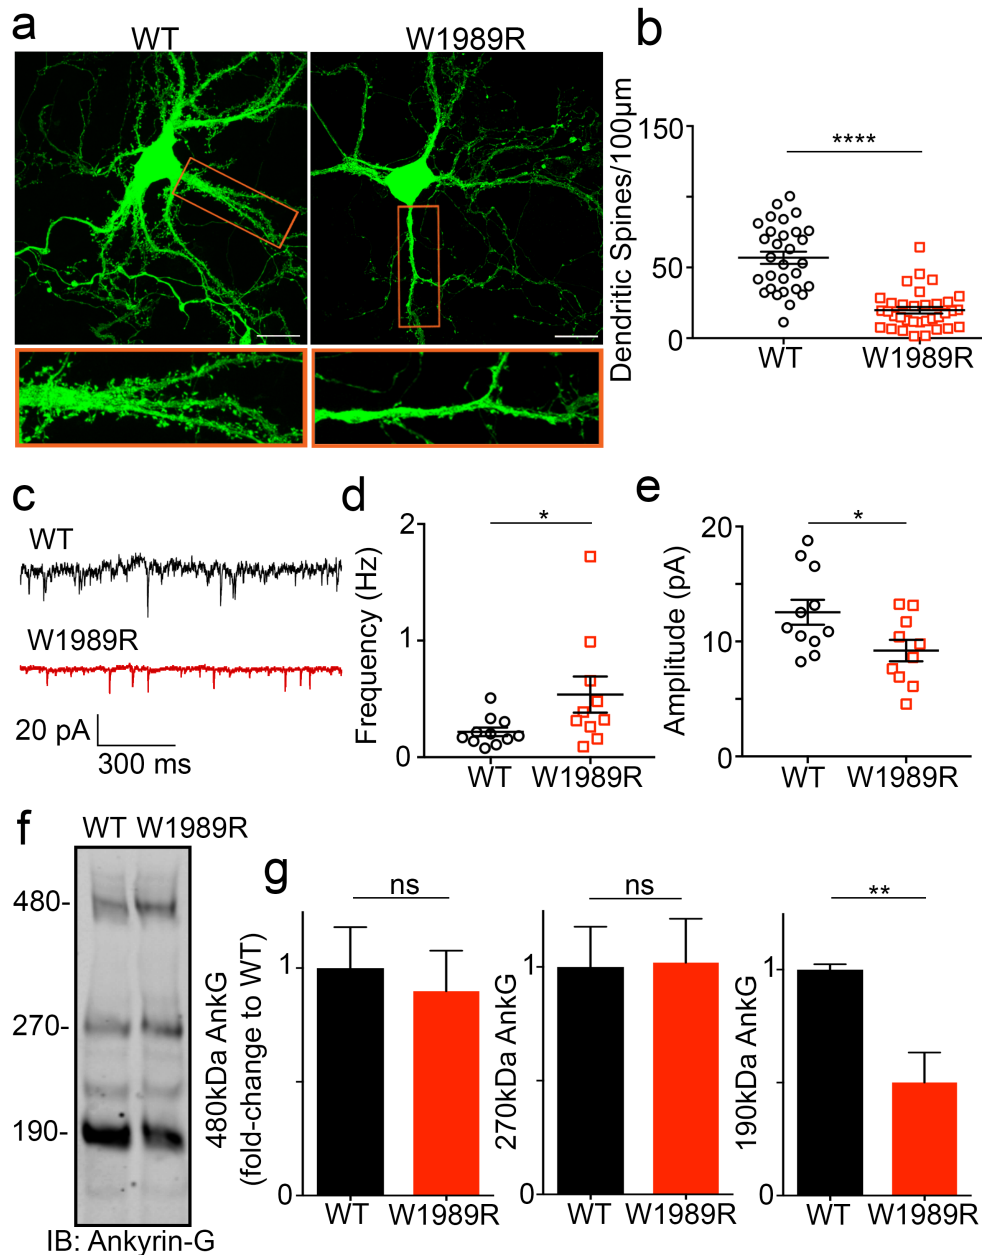 a
WT
W1989R
b
Dendritic Spines/100µm
150
50
0
****
WT
W1989R
c
WT
W1989R
20 pA
300 ms
d
Frequency (Hz)
2
1
0
*
WT
W1989R
e
Amplitude (pA)
20
10
0
*
WT
W1989R
f
WT W1989R
480-
270-
190-
IB: Ankyrin-G
g
480kDa AnkG
(fold-change to WT)
1
0
ns
WT
W1989R
270kDa AnkG
1
0
ns
WT
W1989R
190kDa AnkG
1
0
**
WT
W1989R